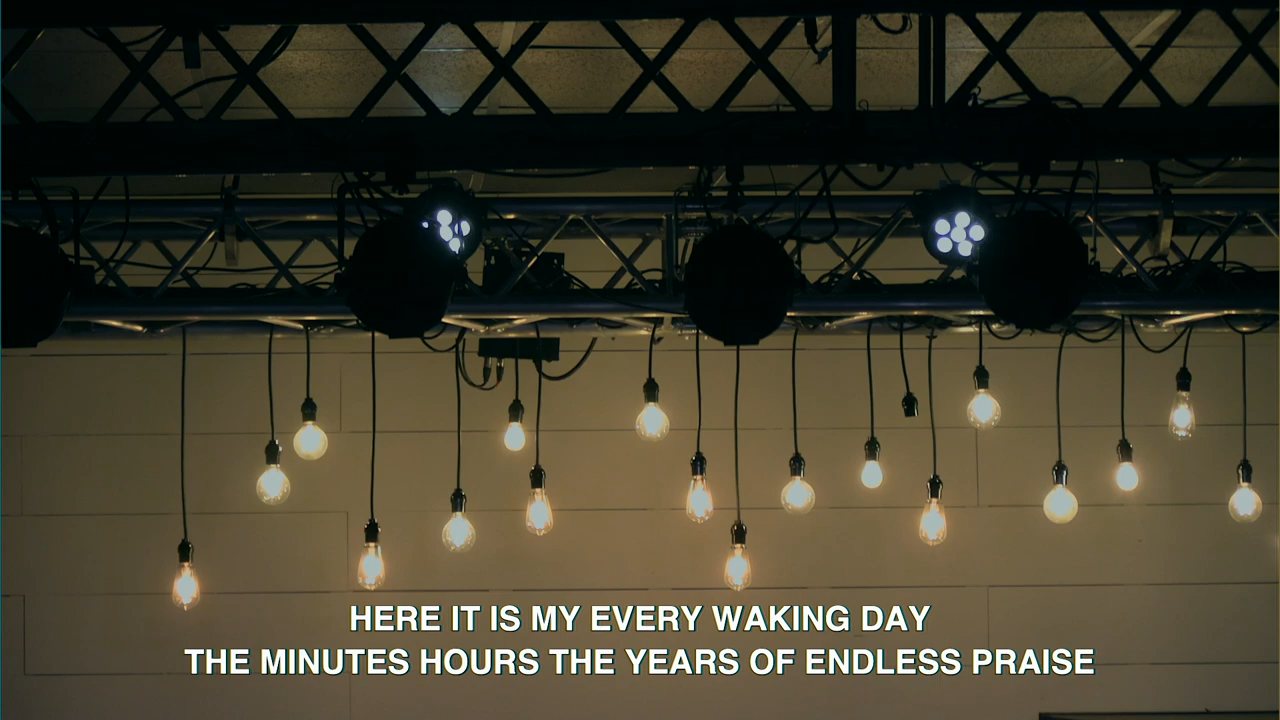 HERE IT IS MY EVERY WAKING DAY
THE MINUTES HOURS THE YEARS OF ENDLESS PRAISE